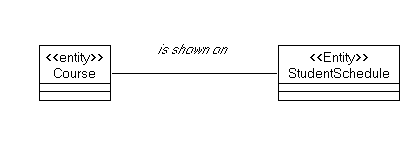 is shown on
<<entity>>
Course
<<Entity>>
StudentSchedule